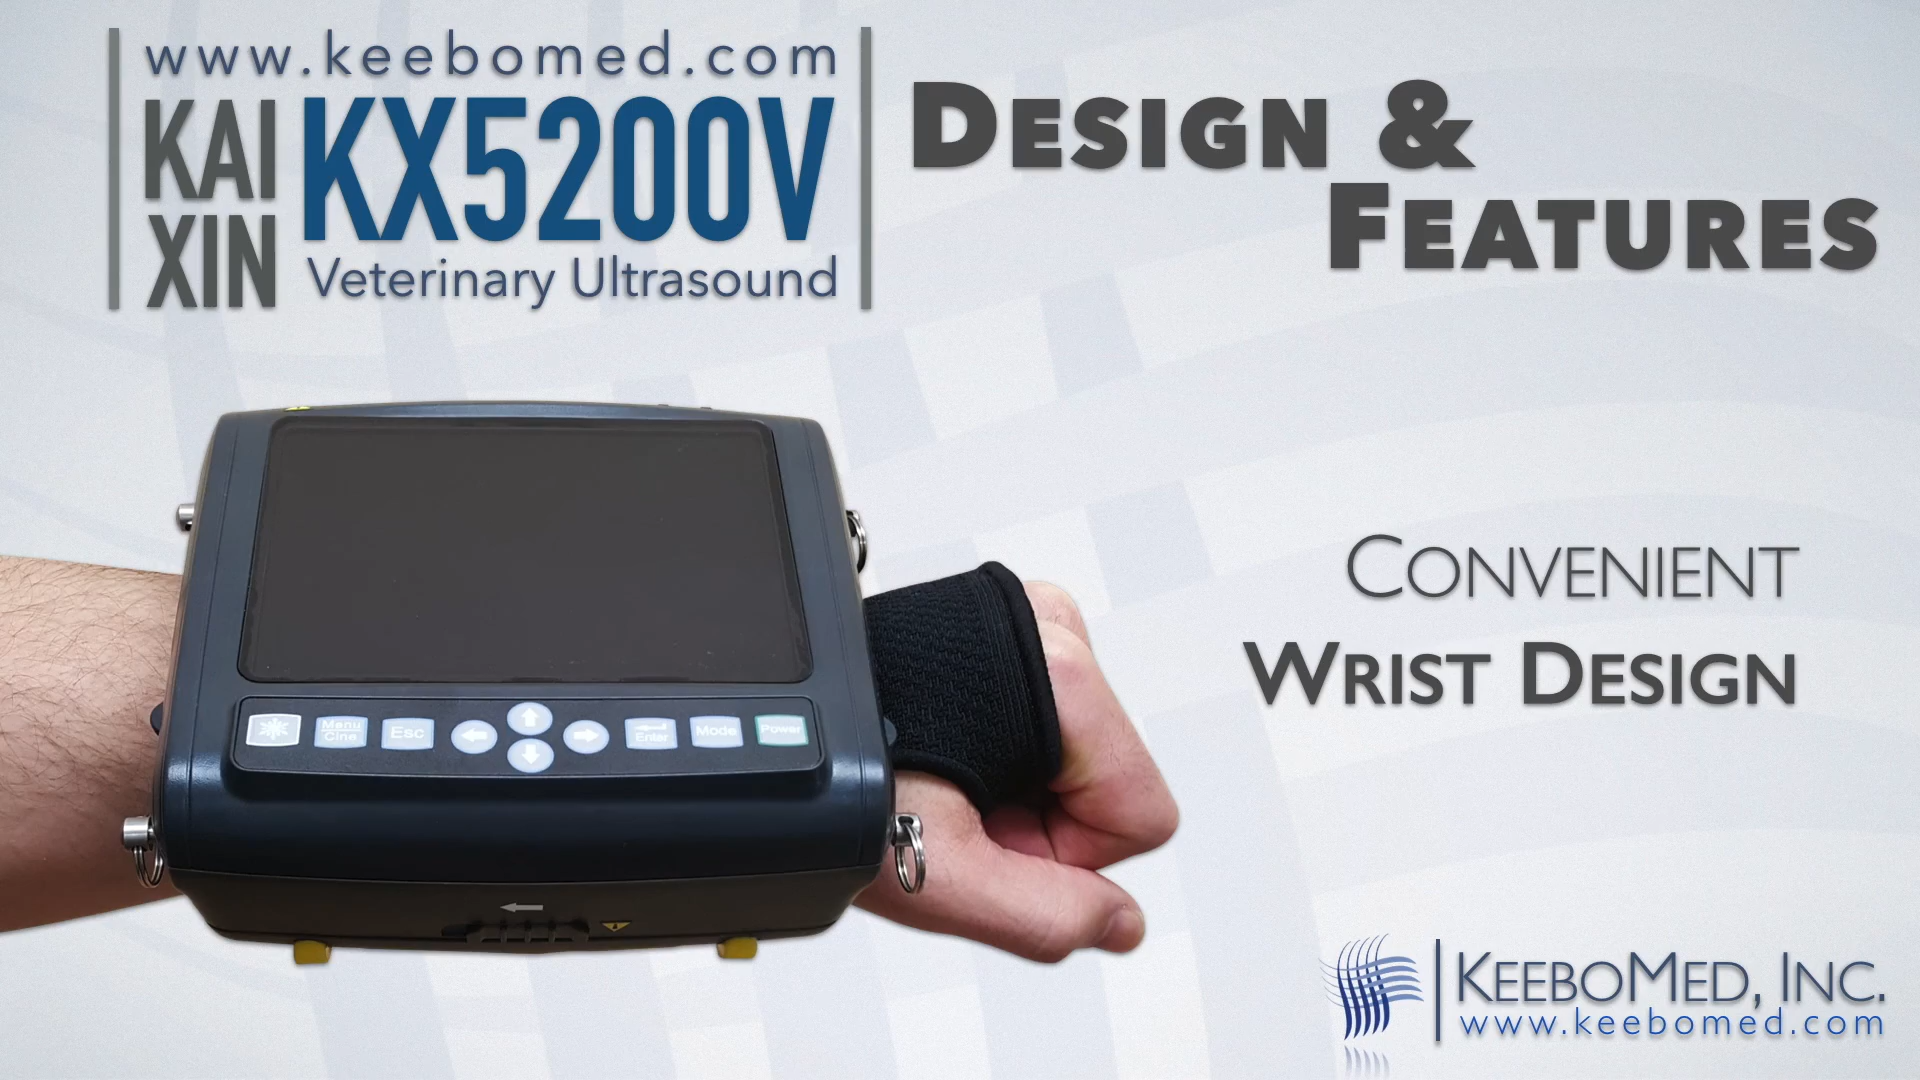 www.keebomed.com
KAI
XIN
KX5200V
Veterinary Ultrasound
DESIGN &
FEATURES
CONVENIENT
WRIST DESIGN
Menu
Cine
Esc
Enter
Mode
Power
KEEBOMED, INC.
www.keebomed.com